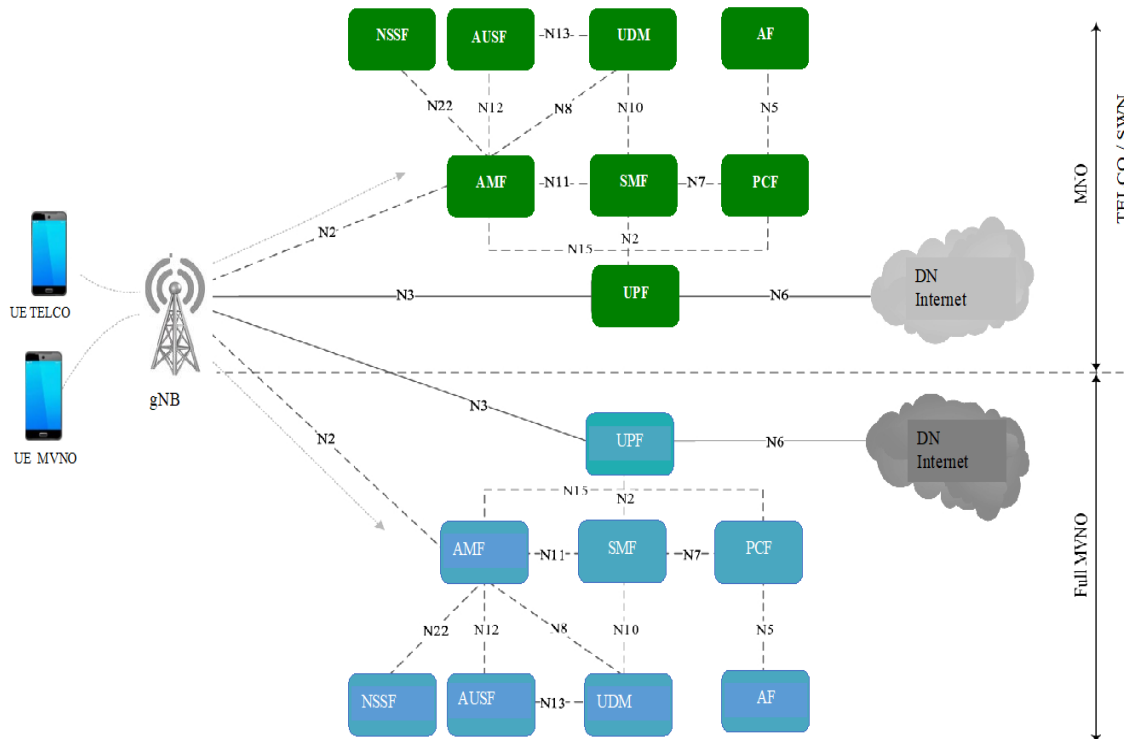 N13
NSSF
AUSF
UDM
AF
N22
N12
N8
N10
N5
AMF
N11
SMF
N7
PCF
MNO
TELCO / SWN
N2
N15
N2
DN
Internet
UPF
N3
N6
UE TELCO
gNB
UE MVNO
N3
N2
UPF
N6
DN
Internet
N15
N2
AMF
N11
SMF
N7
PCF
Full MVNO
N22
N12
N8
N10
N5
NSSF
AUSF
N13
UDM
AF